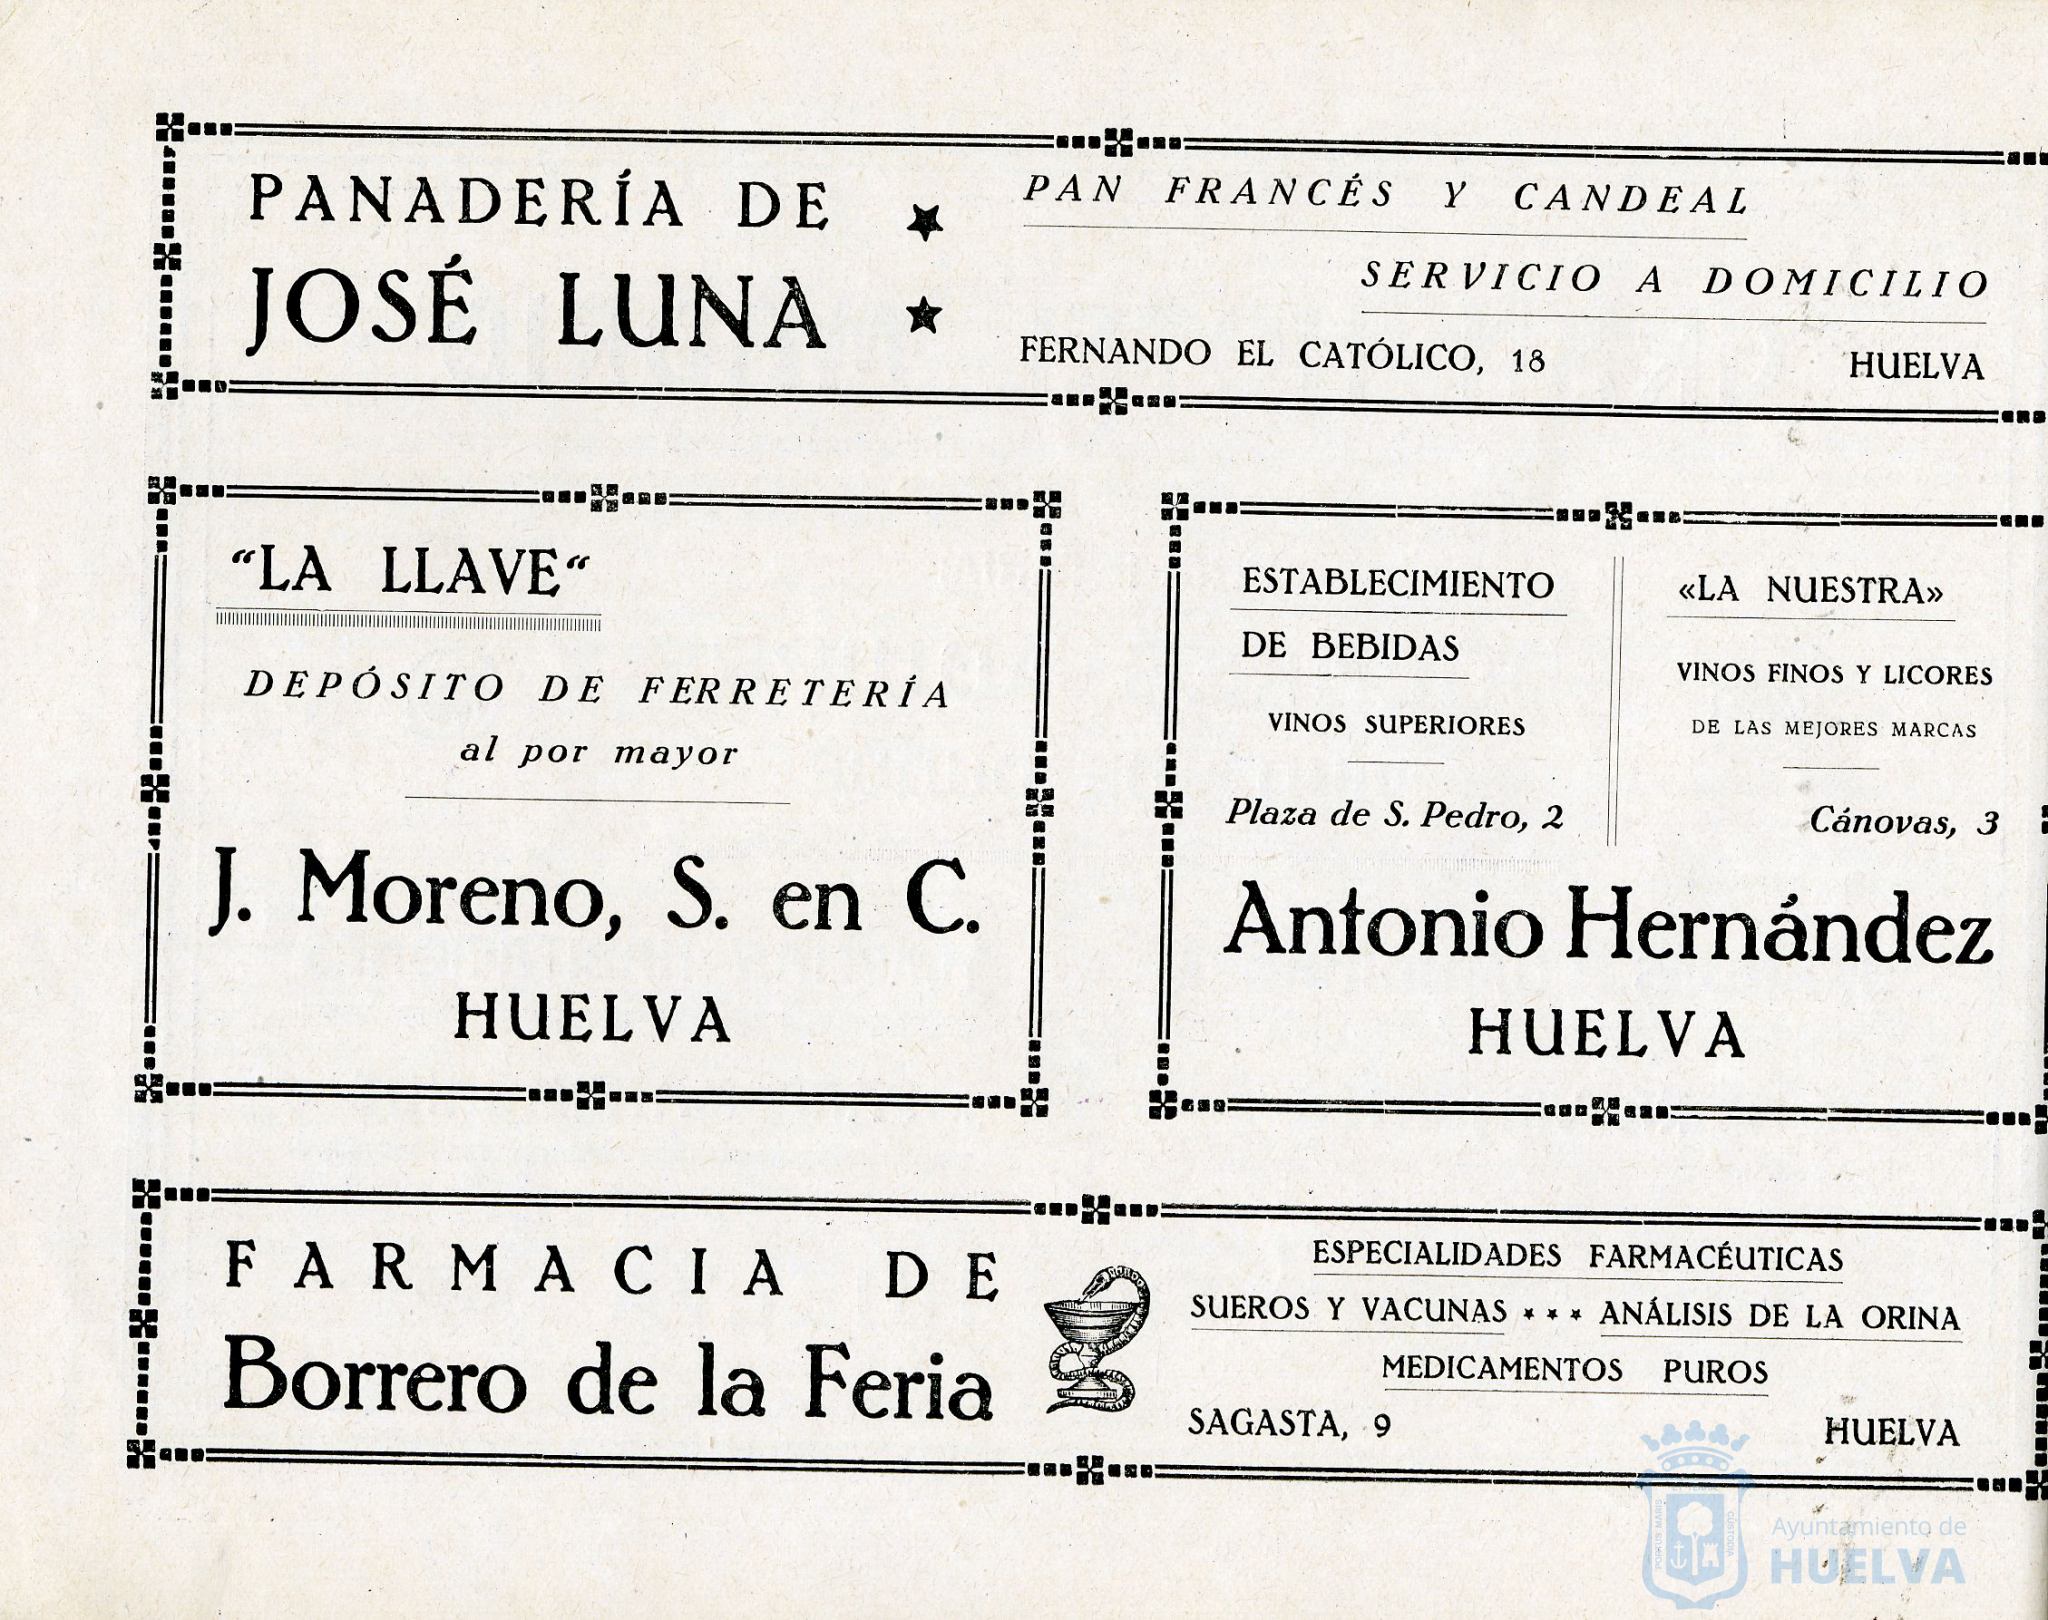 PANADERÍA DE
JOSÉ LUNA
PAN FRANCÉS Y CANDEAL
SERVICIO A DOMICILIO
FERNANDO EL CATÓLICO, 18 HUELVA
“LA LLAVE“
DEPÓSITO DE FERRETERÍA
al por mayor
J. Moreno, S. en C.
HUELVA
ESTABLECIMIENTO
DE BEBIDAS
VINOS SUPERIORES
Plaza de S. Pedro, 2
«LA NUESTRA»
VINOS FINOS Y LICORES
DE LAS MEJORES MARCAS
Cánovas, 3
Antonio Hernández
HUELVA
FARMACIA DE
Borrero de la Feria
ESPECIALIDADES FARMACÉUTICAS
SUEROS Y VACUNAS * * * ANÁLISIS DE LA ORINA
MEDICAMENTOS PUROS
SAGASTA, 9 HUELVA
PORTUS MARIS
CUSTODIA
Ayuntamiento de
HUELVA